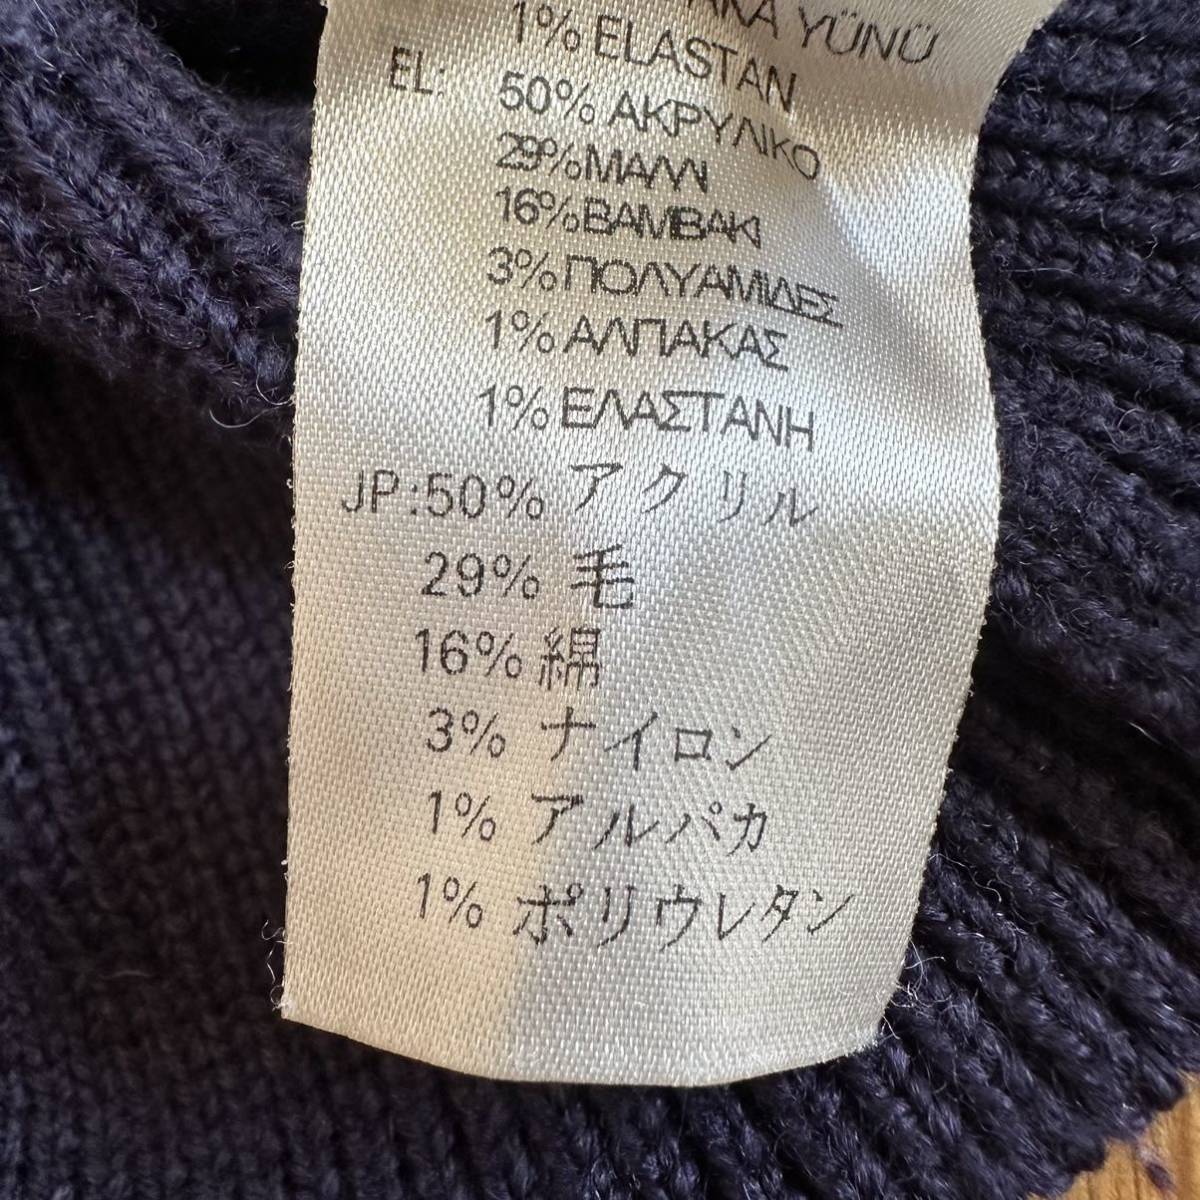 YÜNÜ
1% ELASTAN
EL: 50% ΑΚΡΥΛΙΚΟ
29% ΜΑΛΛΙ
16% ΒΑΜΒΑΚΙ
3% ΠΟΛΥΑΜΙΔΕΣ
1% ΑΛΠΑΚΑΣ
1% ΕΛΑΣΤΑΝΗ
JP:50% アクリル
29% 毛
16% 綿
3% ナイロン
1% アルパカ
1% ポリウレタン